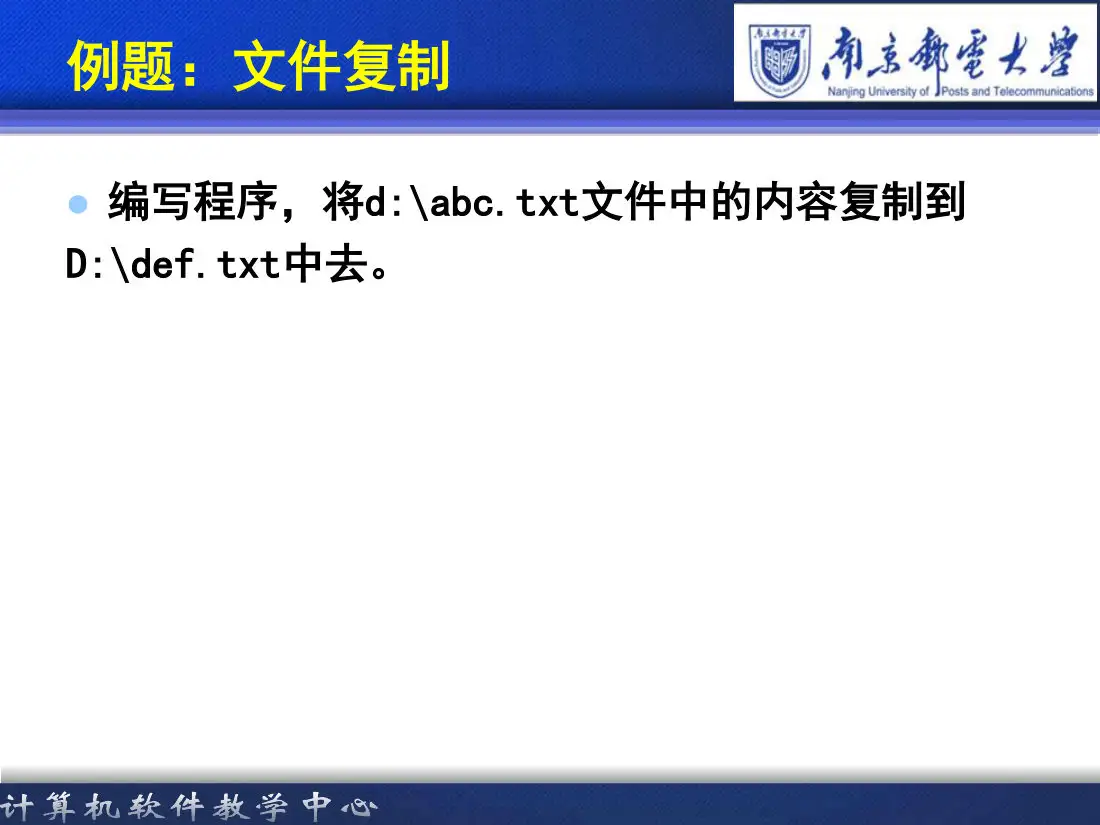 例题：文件复制
南京邮电大学
Nanjing University of Posts and Telecommunications
编写程序，将d:\abc.txt文件中的内容复制到
D:\def.txt中去。
计算机软件教学中心